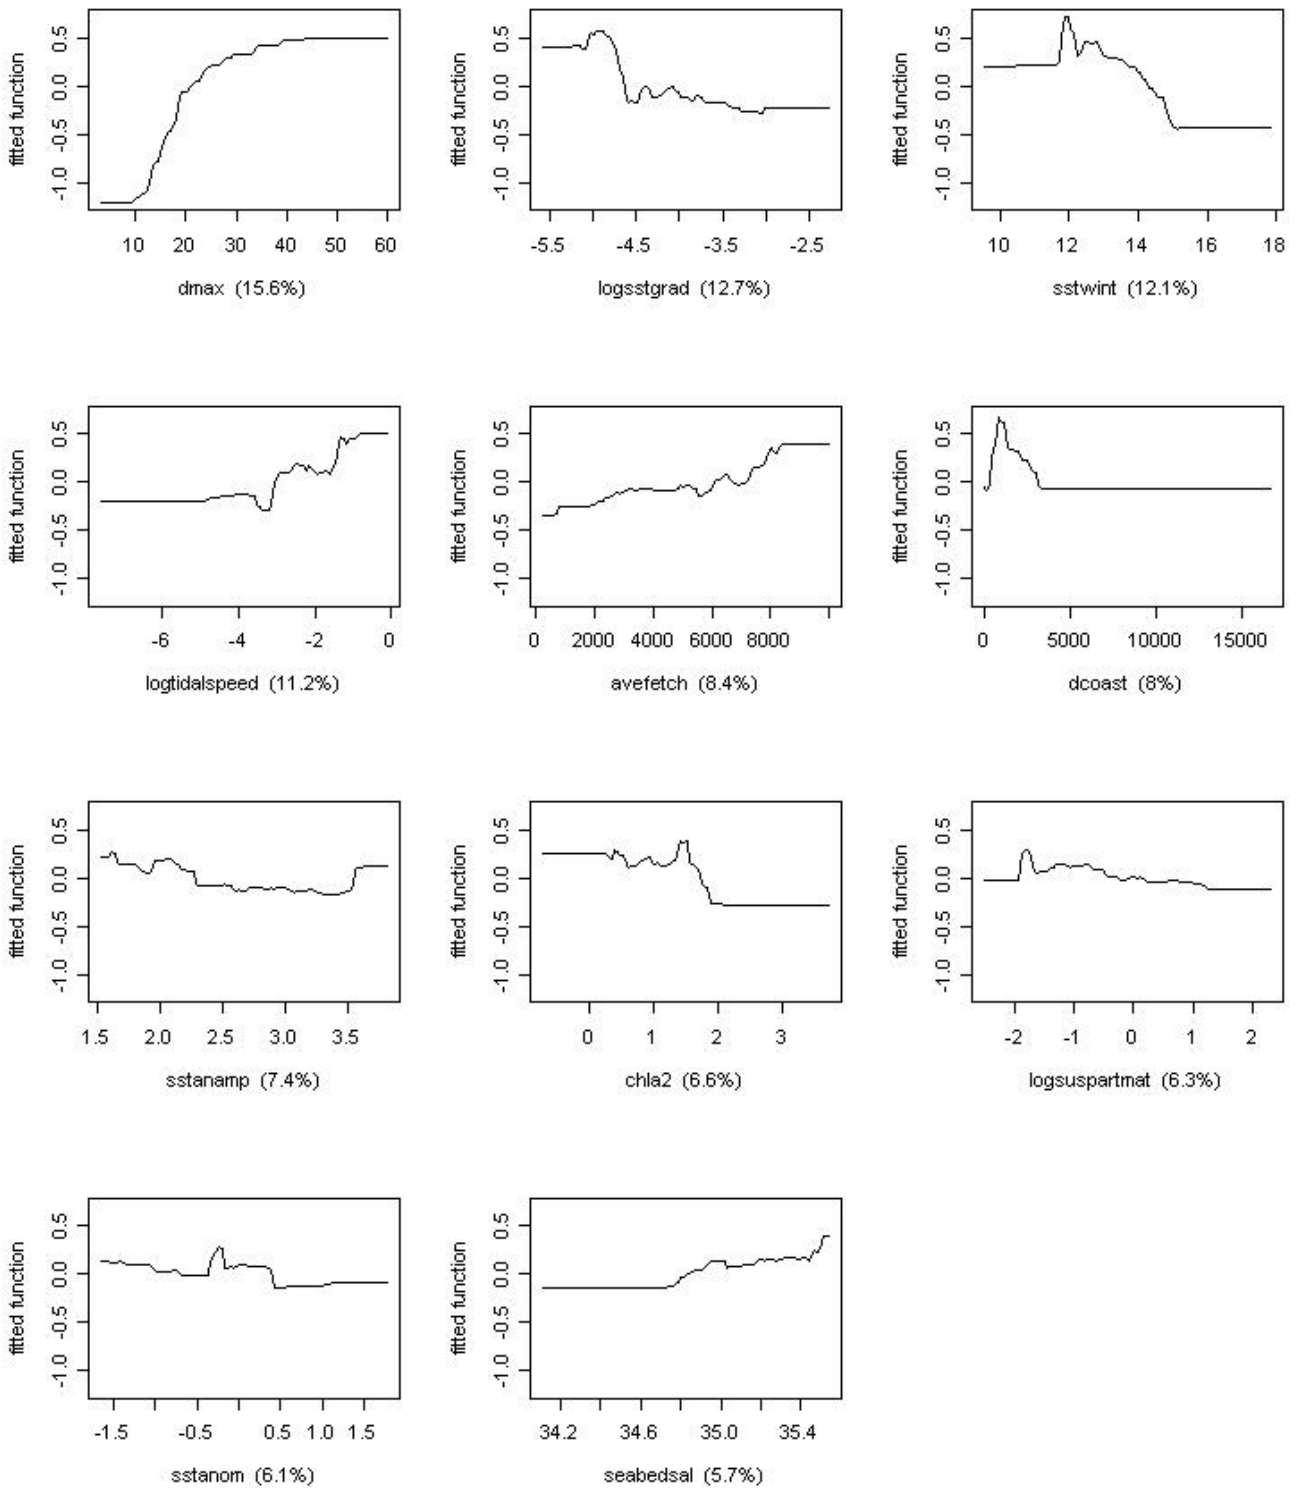 fitted function
0.5
0.0
-0.5
-1.0
10 20 30 40 50 60
dmax (15.6%)
fitted function
0.5
0.0
-0.5
-1.0
-5.5 -4.5 -3.5 -2.5
logsstgrad (12.7%)
fitted function
0.5
0.0
-0.5
-1.0
10 12 14 16 18
sstwint (12.1%)
fitted function
0.5
0.0
-0.5
-1.0
-6 -4 -2 0
logtidalspeed (11.2%)
fitted function
0.5
0.0
-0.5
-1.0
0 2000 4000 6000 8000
avefetch (8.4%)
fitted function
0.5
0.0
-0.5
-1.0
0 5000 10000 15000
dcoast (8%)
fitted function
0.5
0.0
-0.5
-1.0
1.5 2.0 2.5 3.0 3.5
sstanamp (7.4%)
fitted function
0.5
0.0
-0.5
-1.0
0 1 2 3
chla2 (6.6%)
fitted function
0.5
0.0
-0.5
-1.0
-2 -1 0 1 2
logsuspartmat (6.3%)
fitted function
0.5
0.0
-0.5
-1.0
-1.5 -0.5 0.5 1.0 1.5
sstanom (6.1%)
fitted function
0.5
0.0
-0.5
-1.0
34.2 34.6 35.0 35.4
seabedsal (5.7%)